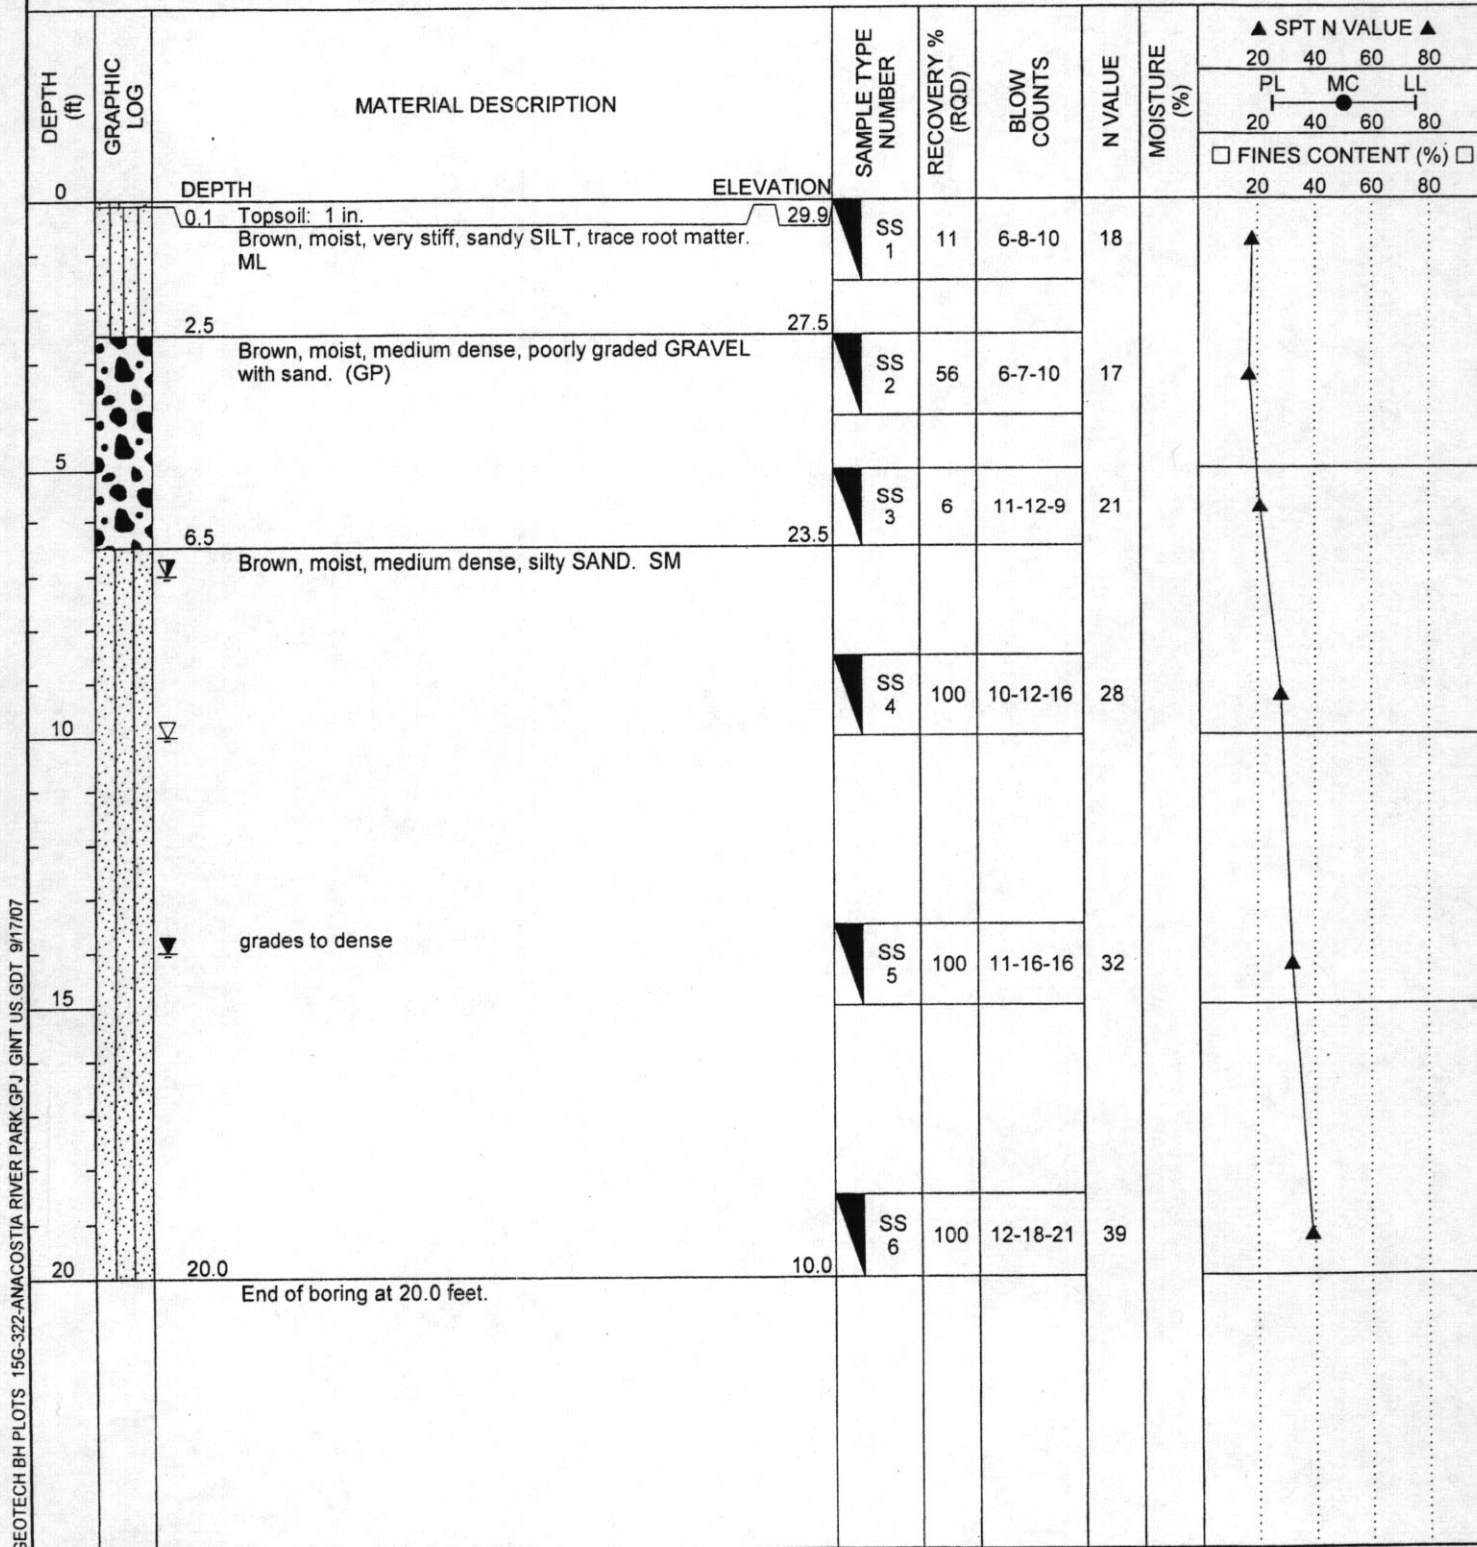 ▲ SPT N VALUE ▲
20 40 60 80
PL MC LL
20 40 60 80
□ FINES CONTENT (%) □
20 40 60 80
DEPTH
(ft)
GRAPHIC
LOG
MATERIAL DESCRIPTION
SAMPLE TYPE
NUMBER
RECOVERY %
(RQD)
BLOW
COUNTS
N VALUE
MOISTURE
(%)
0 DEPTH ELEVATION
0.1 Topsoil: 1 in. 29.9
Brown, moist, very stiff, sandy SILT, trace root matter.
ML
SS
1
11 6-8-10 18
2.5 27.5
Brown, moist, medium dense, poorly graded GRAVEL
with sand. (GP)
SS
2
56 6-7-10 17
5
SS
3
6 11-12-9 21
6.5 23.5
Brown, moist, medium dense, silty SAND. SM
SS
4
100 10-12-16 28
10
grades to dense
SS
5
100 11-16-16 32
15
SS
6
100 12-18-21 39
20 20.0 10.0
End of boring at 20.0 feet.
GEOTECH BH PLOTS 15G-322-ANACOSTIA RIVER PARK.GPJ GINT US.GDT 9/17/07